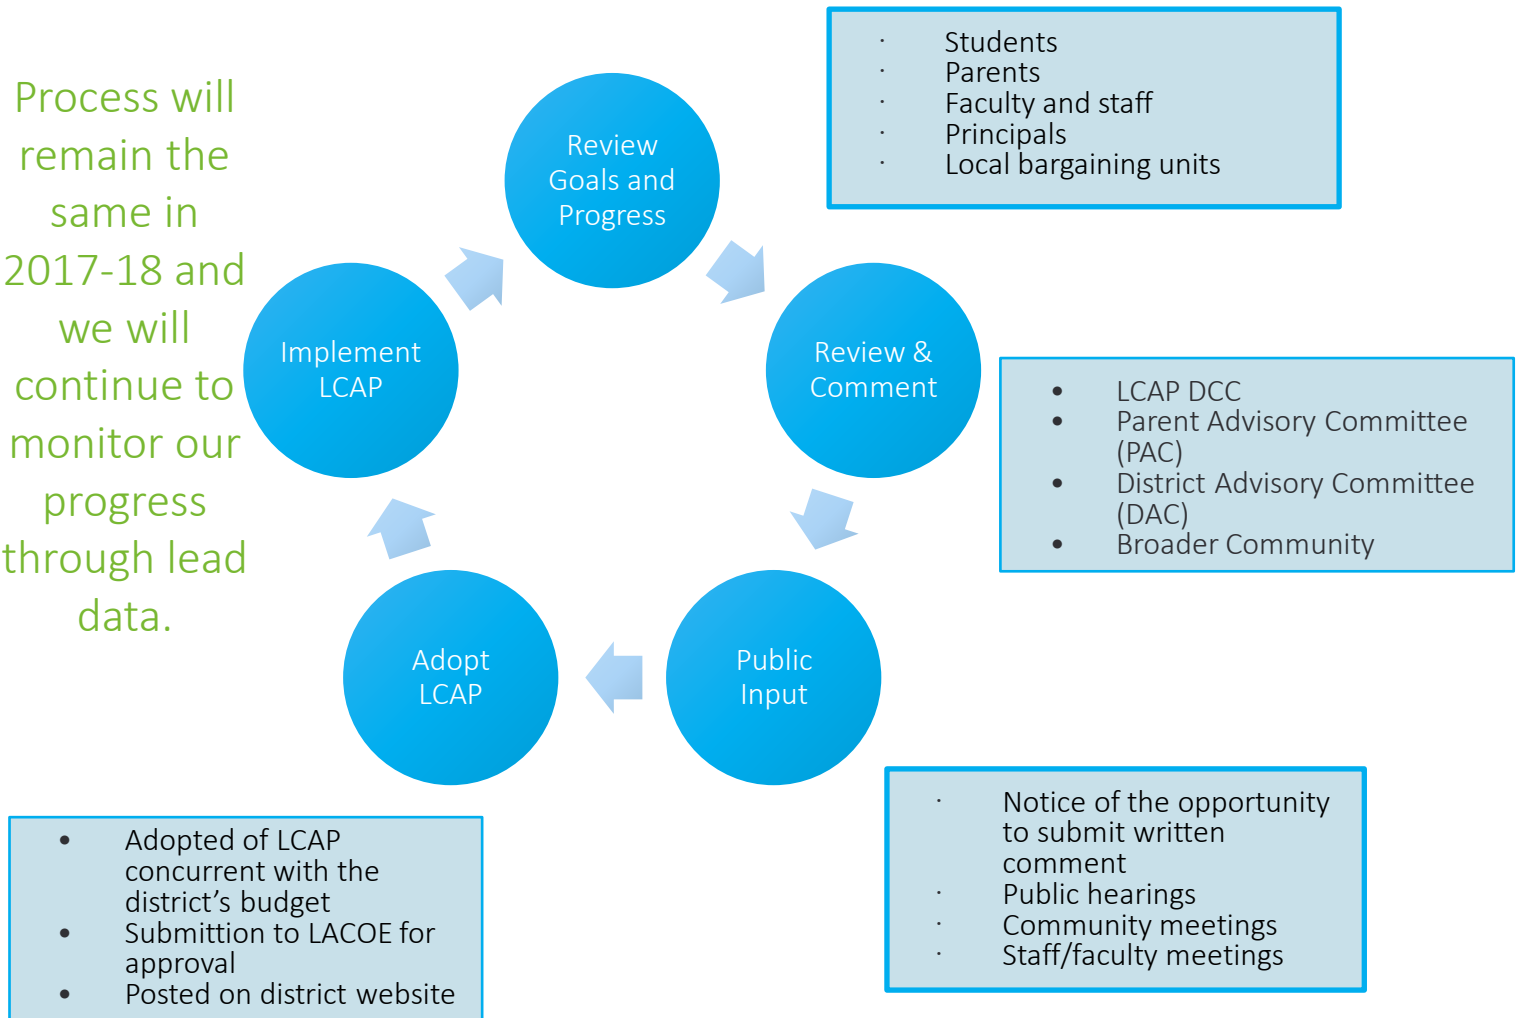 Process will
remain the
same in
2017-18 and
we will
continue to
monitor our
progress
through lead
data.
Review
Goals and
Progress
· Students
· Parents
· Faculty and staff
· Principals
· Local bargaining units
Review &
Comment
• LCAP DCC
• Parent Advisory Committee
(PAC)
• District Advisory Committee
(DAC)
• Broader Community
Public
Input
· Notice of the opportunity
to submit written
comment
· Public hearings
· Community meetings
· Staff/faculty meetings
Adopt
LCAP
• Adopted of LCAP
concurrent with the
district’s budget
• Submittion to LACOE for
approval
• Posted on district website
Implement
LCAP